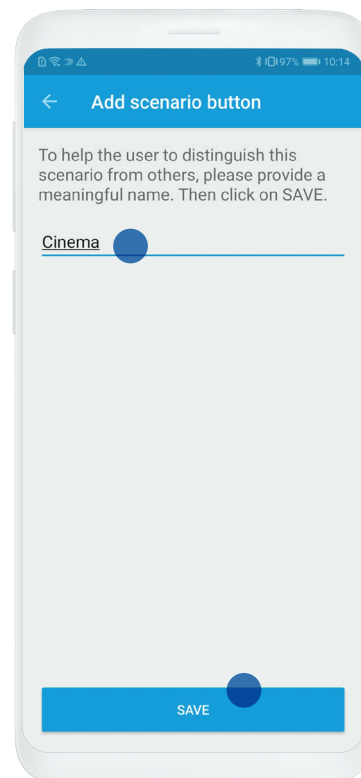 97% 10:14
Add scenario button
To help the user to distinguish this
scenario from others, please provide a
meaningful name. Then click on SAVE.
Cinema
SAVE